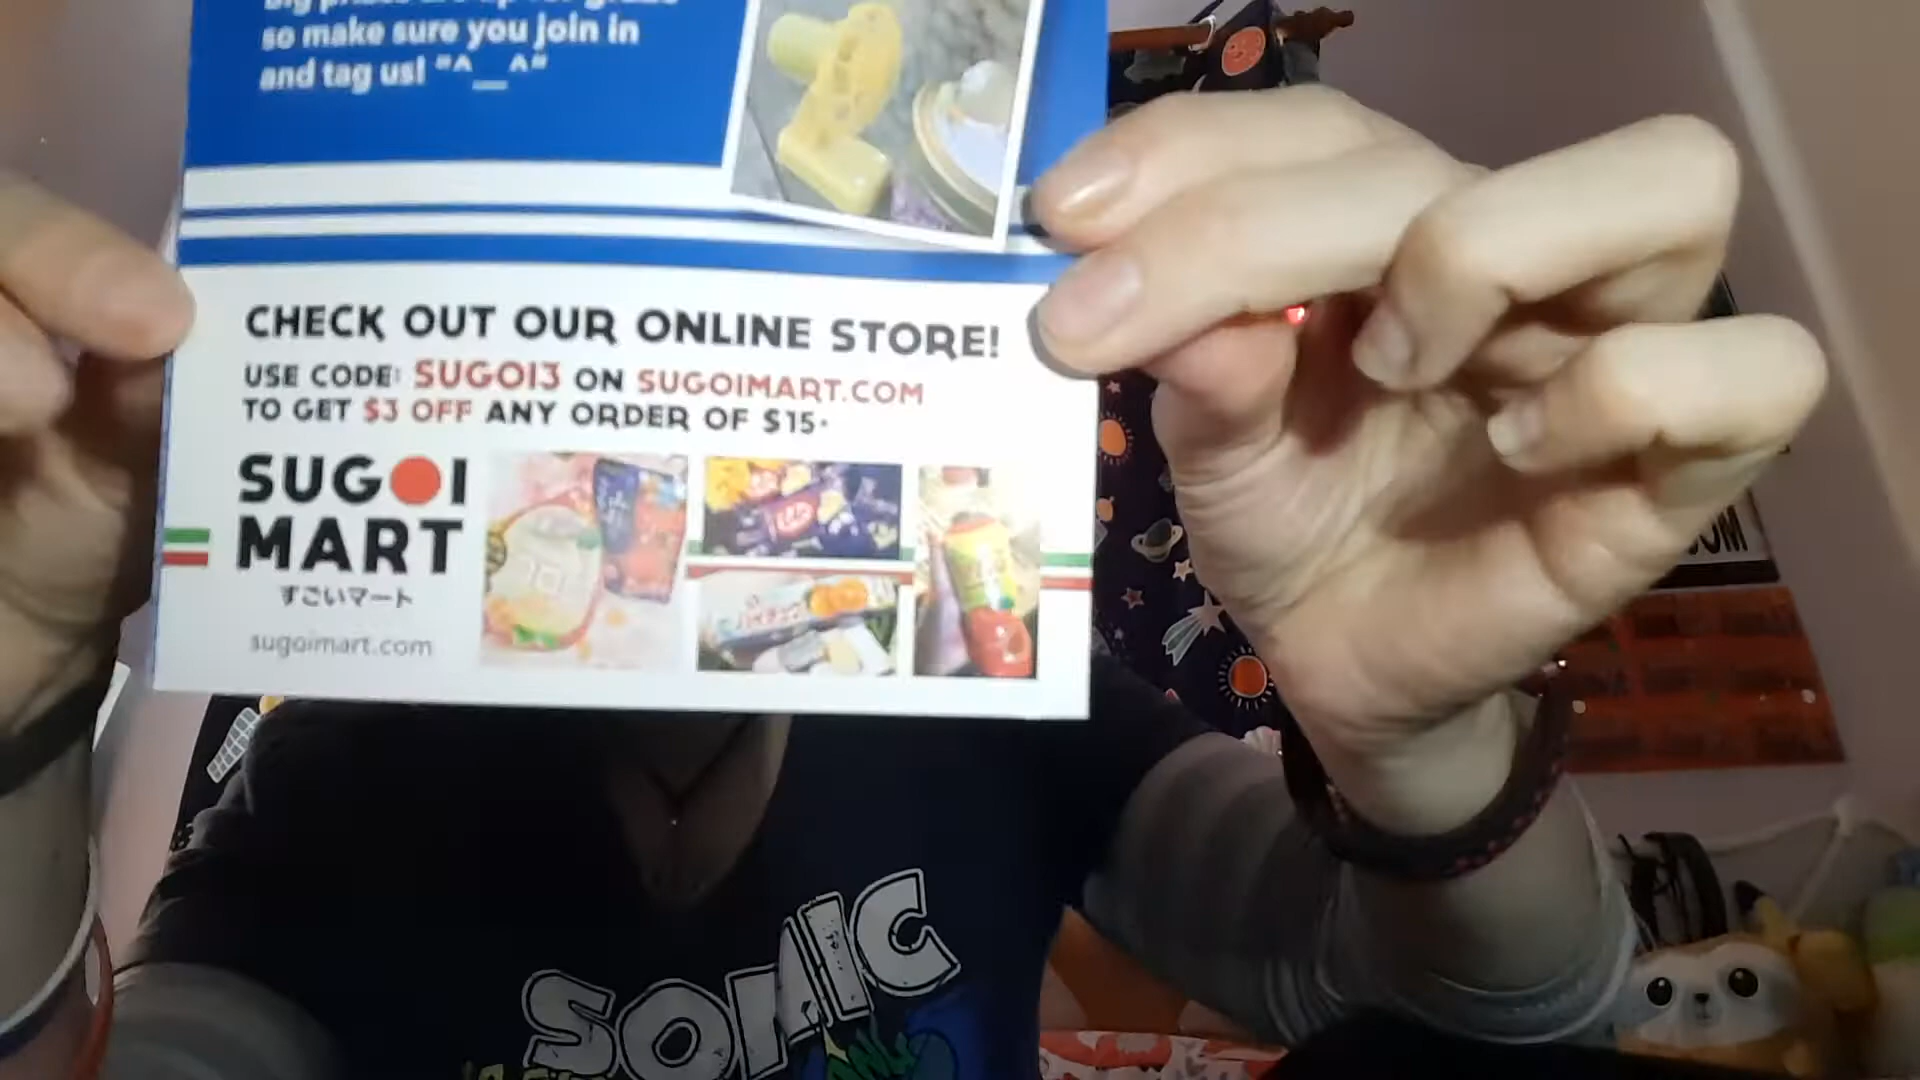 so make sure you join in
and tag us! "^__^"
CHECK OUT OUR ONLINE STORE!
USE CODE: SUGOI3 ON SUGOIMART.COM
TO GET $3 OFF ANY ORDER OF $15.
SUGOI
MART
すごいマート
sugoimart.com
SONIC